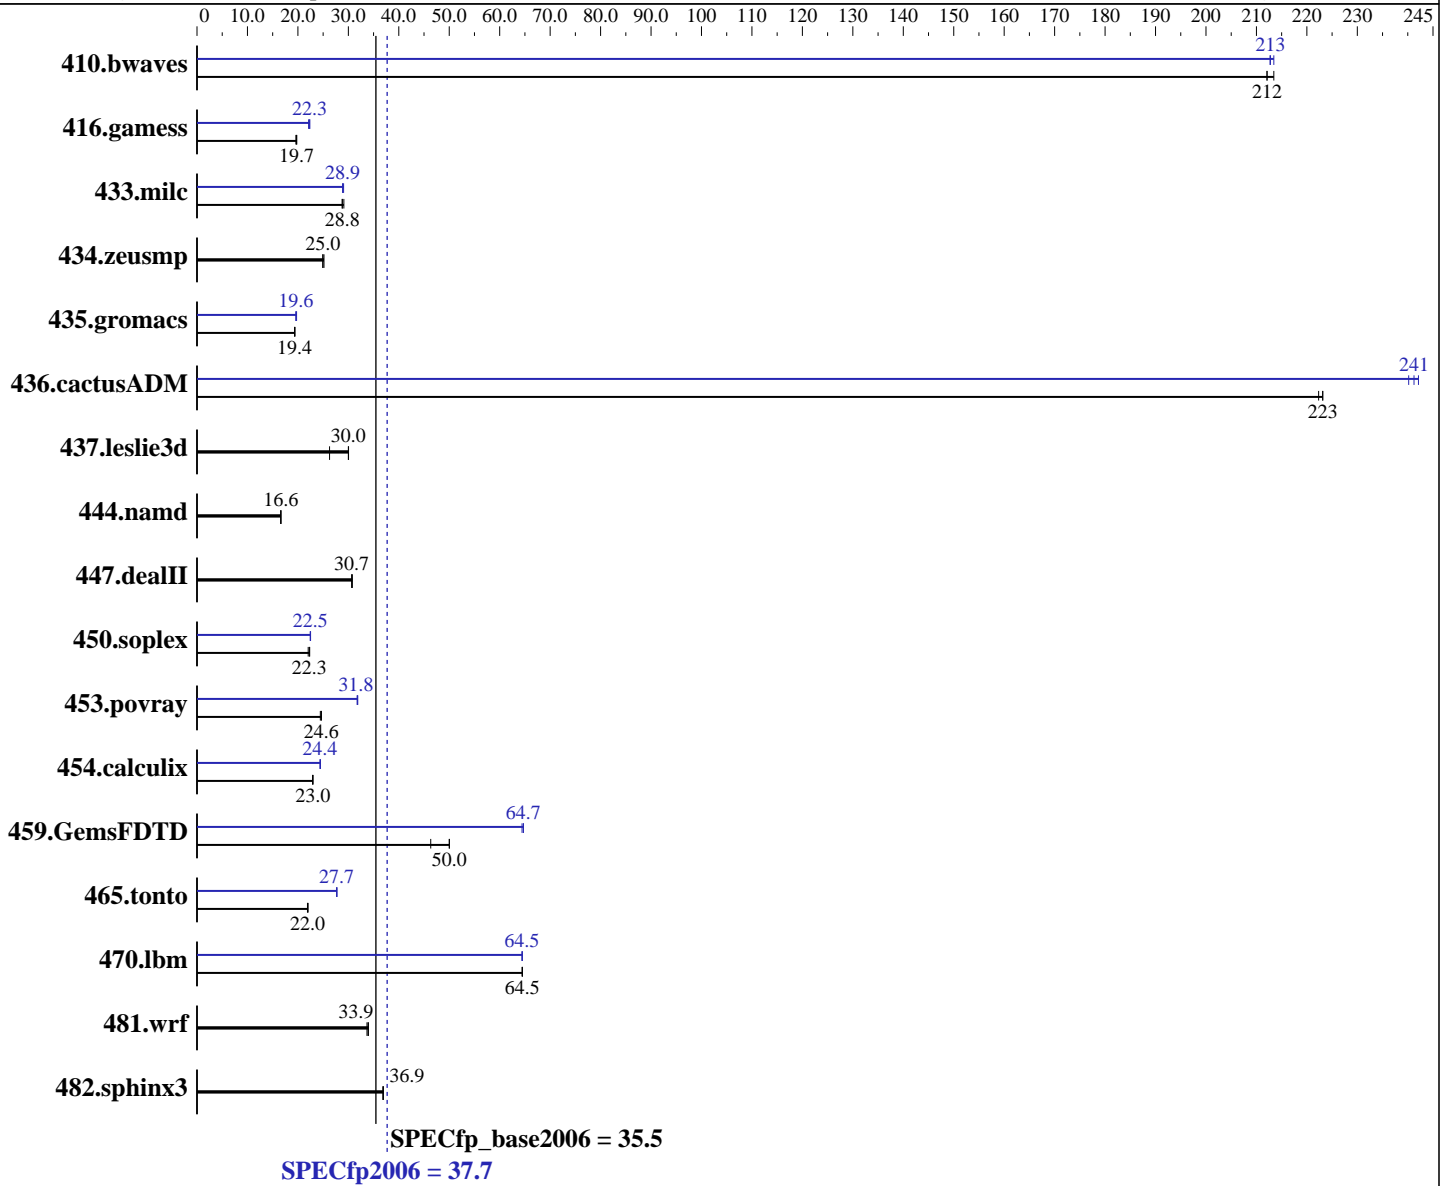 0 10.0 20.0 30.0 40.0 50.0 60.0 70.0 80.0 90.0 100 110 120 130 140 150 160 170 180 190 200 210 220 230 245
213
410.bwaves
212
22.3
416.gamess
19.7
28.9
433.milc
28.8
25.0
434.zeusmp
19.6
435.gromacs
19.4
241
436.cactusADM
223
30.0
437.leslie3d
16.6
444.namd
30.7
447.dealII
22.5
450.soplex
22.3
31.8
453.povray
24.6
24.4
454.calculix
23.0
64.7
459.GemsFDTD
50.0
27.7
465.tonto
22.0
64.5
470.lbm
64.5
33.9
481.wrf
36.9
482.sphinx3
SPECfp_base2006 = 35.5
SPECfp2006 = 37.7